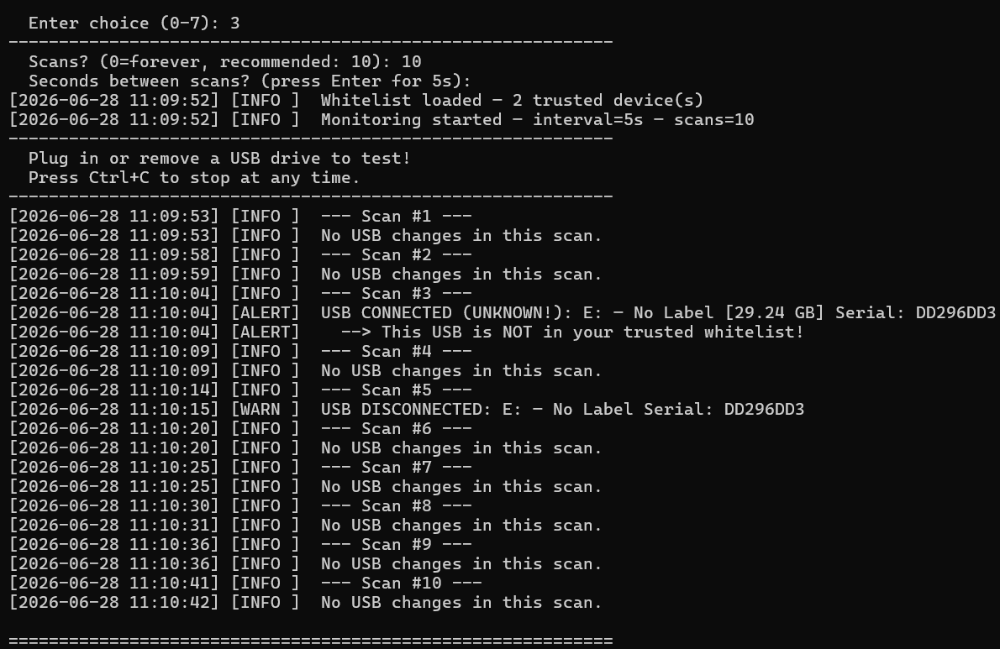 Enter choice (0-7): 3
------------------------------------------------------------
Scans? (0=forever, recommended: 10): 10
Seconds between scans? (press Enter for 5s):
[2026-06-28 11:09:52] [INFO ]  Whitelist loaded - 2 trusted device(s)
[2026-06-28 11:09:52] [INFO ]  Monitoring started - interval=5s - scans=10
------------------------------------------------------------
Plug in or remove a USB drive to test!
Press Ctrl+C to stop at any time.
------------------------------------------------------------
[2026-06-28 11:09:53] [INFO ]  --- Scan #1 ---
[2026-06-28 11:09:53] [INFO ]  No USB changes in this scan.
[2026-06-28 11:09:58] [INFO ]  --- Scan #2 ---
[2026-06-28 11:09:59] [INFO ]  No USB changes in this scan.
[2026-06-28 11:10:04] [INFO ]  --- Scan #3 ---
[2026-06-28 11:10:04] [ALERT]  USB CONNECTED (UNKNOWN!): E: - No Label [29.24 GB] Serial: DD296DD3
[2026-06-28 11:10:04] [ALERT]    --> This USB is NOT in your trusted whitelist!
[2026-06-28 11:10:09] [INFO ]  --- Scan #4 ---
[2026-06-28 11:10:09] [INFO ]  No USB changes in this scan.
[2026-06-28 11:10:14] [INFO ]  --- Scan #5 ---
[2026-06-28 11:10:15] [WARN ]  USB DISCONNECTED: E: - No Label Serial: DD296DD3
[2026-06-28 11:10:20] [INFO ]  --- Scan #6 ---
[2026-06-28 11:10:20] [INFO ]  No USB changes in this scan.
[2026-06-28 11:10:25] [INFO ]  --- Scan #7 ---
[2026-06-28 11:10:25] [INFO ]  No USB changes in this scan.
[2026-06-28 11:10:30] [INFO ]  --- Scan #8 ---
[2026-06-28 11:10:31] [INFO ]  No USB changes in this scan.
[2026-06-28 11:10:36] [INFO ]  --- Scan #9 ---
[2026-06-28 11:10:36] [INFO ]  No USB changes in this scan.
[2026-06-28 11:10:41] [INFO ]  --- Scan #10 ---
[2026-06-28 11:10:42] [INFO ]  No USB changes in this scan.
============================================================